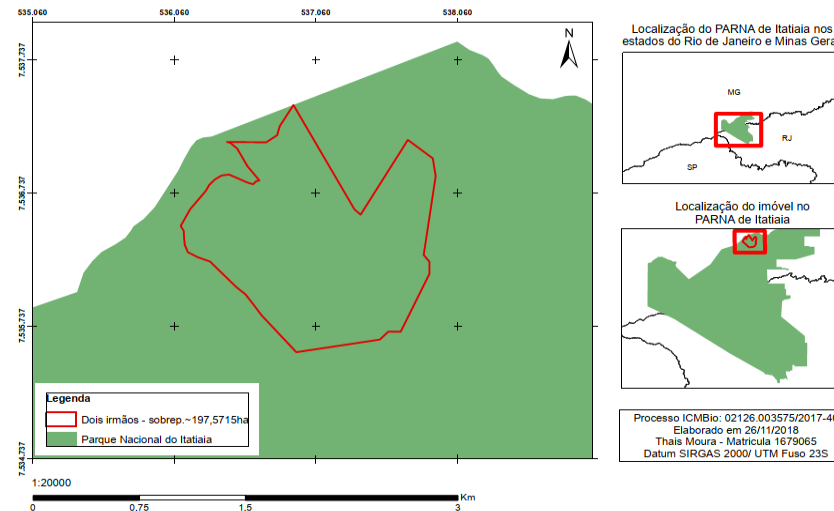 535.060 536.060 537.060 538.060
7.537.737
7.536.737
7.535.737
7.534.737
N
Legenda
Dois irmãos - sobrep.~197,5715ha
Parque Nacional do Itatiaia
1:20000
Km
0 0.75 1.5 3
Localização do PARNA de Itatiaia nos
estados do Rio de Janeiro e Minas Gera
MG
RJ
SP
Localização do imóvel no
PARNA de Itatiaia
Processo ICMBio: 02126.003575/2017-4
Elaborado em 26/11/2018
Thais Moura - Matricula 1679065
Datum SIRGAS 2000/ UTM Fuso 23S